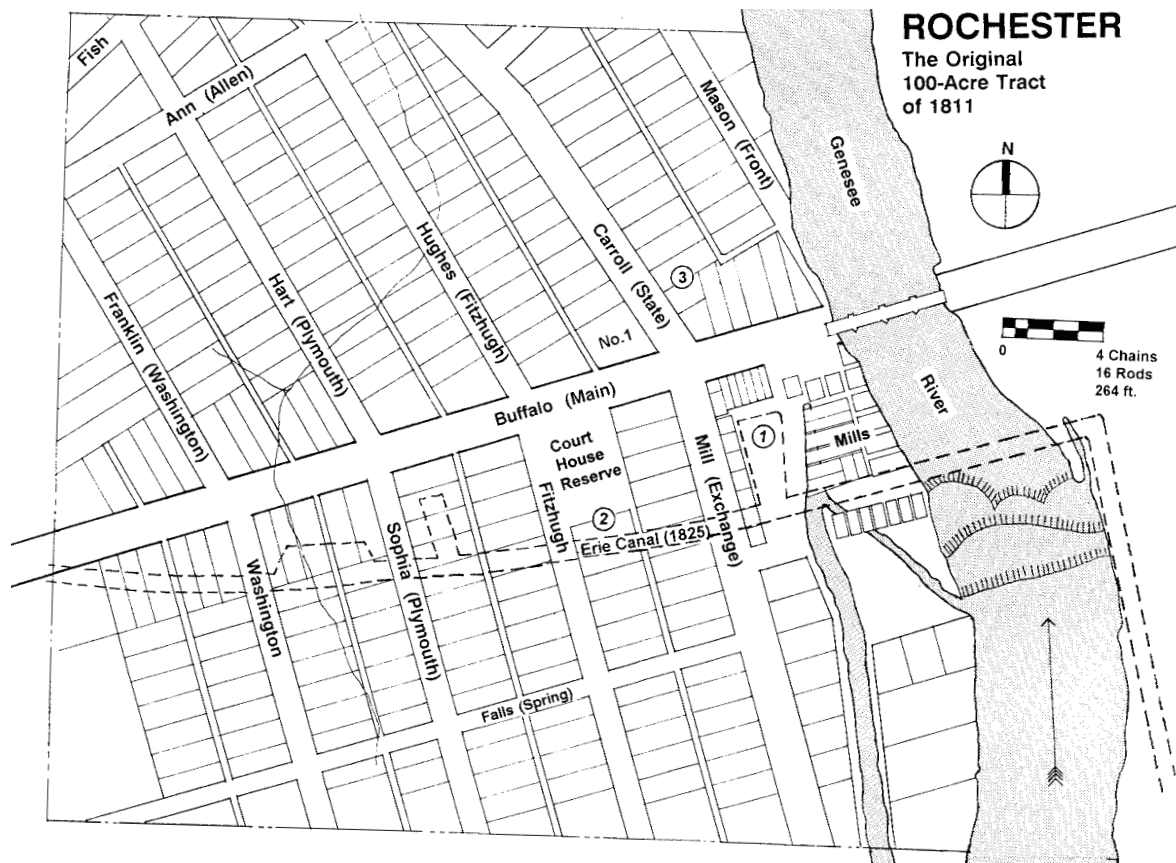 ROCHESTER
The Original
100-Acre Tract
of 1811
N
0
4 Chains
16 Rods
264 ft.
Fish
Ann (Allen)
Mason (Front)
Genesee
River
Carroll (State)
Hughes (Fitzhugh)
Hart (Plymouth)
Franklin (Washington)
3
No.1
Buffalo (Main)
Court
House
Reserve
1
Mills
Mill (Exchange)
2
Fitzhugh
Erie Canal (1825)
Sophia (Plymouth)
Washington
Falls (Spring)